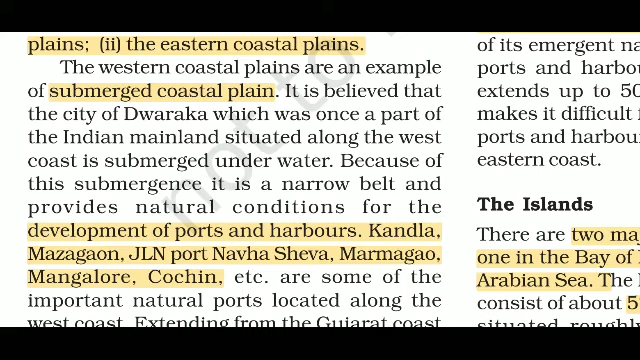 plains; (ii) the eastern coastal plains.
The western coastal plains are an example
of submerged coastal plain. It is believed that
the city of Dwaraka which was once a part of
the Indian mainland situated along the west
coast is submerged under water. Because of
this submergence it is a narrow belt and
provides natural conditions for the
development of ports and harbours. Kandla,
Mazagaon, JLN port Navha Sheva, Marmagao,
Mangalore, Cochin, etc. are some of the
important natural ports located along the
west coast. Extending from the Gujarat coast
of its emergent
ports and
extends up to
makes it difficult
ports and
eastern coast.
The Islands
There are two
one in the Bay of
Arabian Sea. The
consist of about
situated roughly
not to